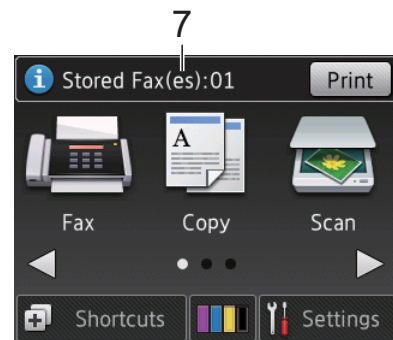 7
Stored Fax(es):01
Print
A
Fax
Copy
Scan
Shortcuts
Settings